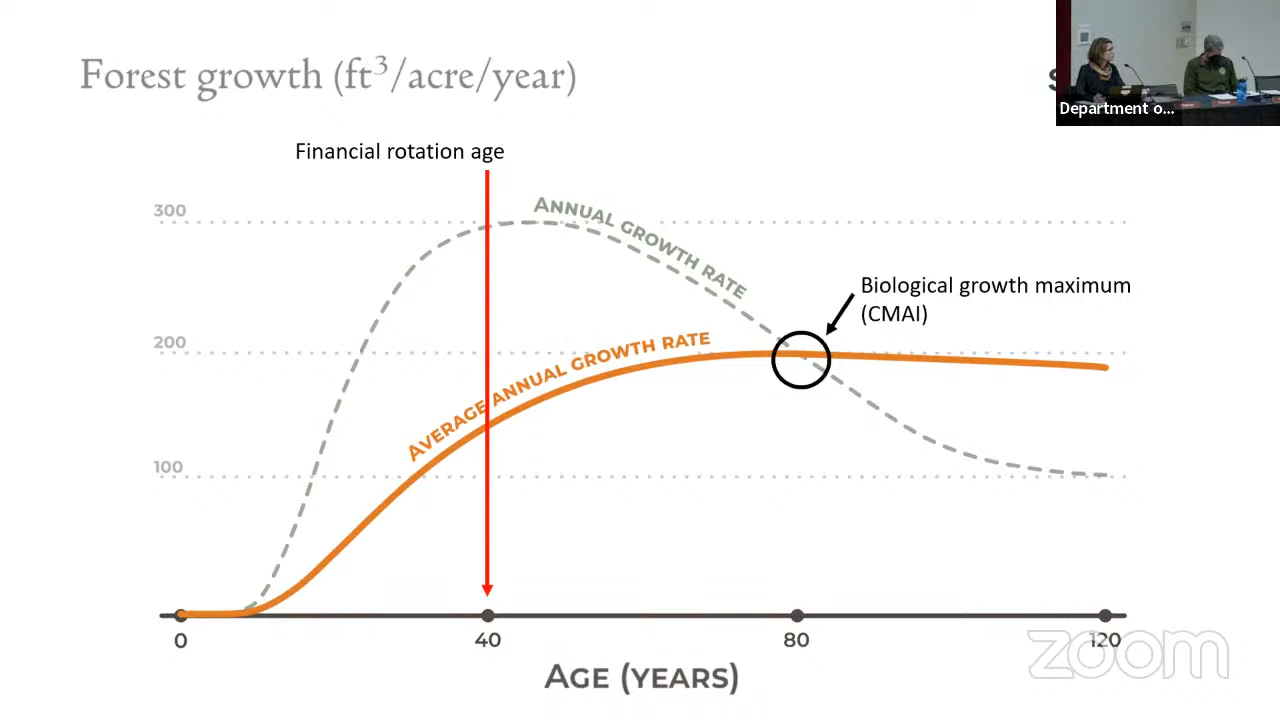 Forest growth (ft³/acre/year)
Department o...
Financial rotation age
300
ANNUAL GROWTH RATE
Biological growth maximum
(CMAI)
200
AVERAGE ANNUAL GROWTH RATE
100
0
40
80
120
AGE (YEARS)
zoom